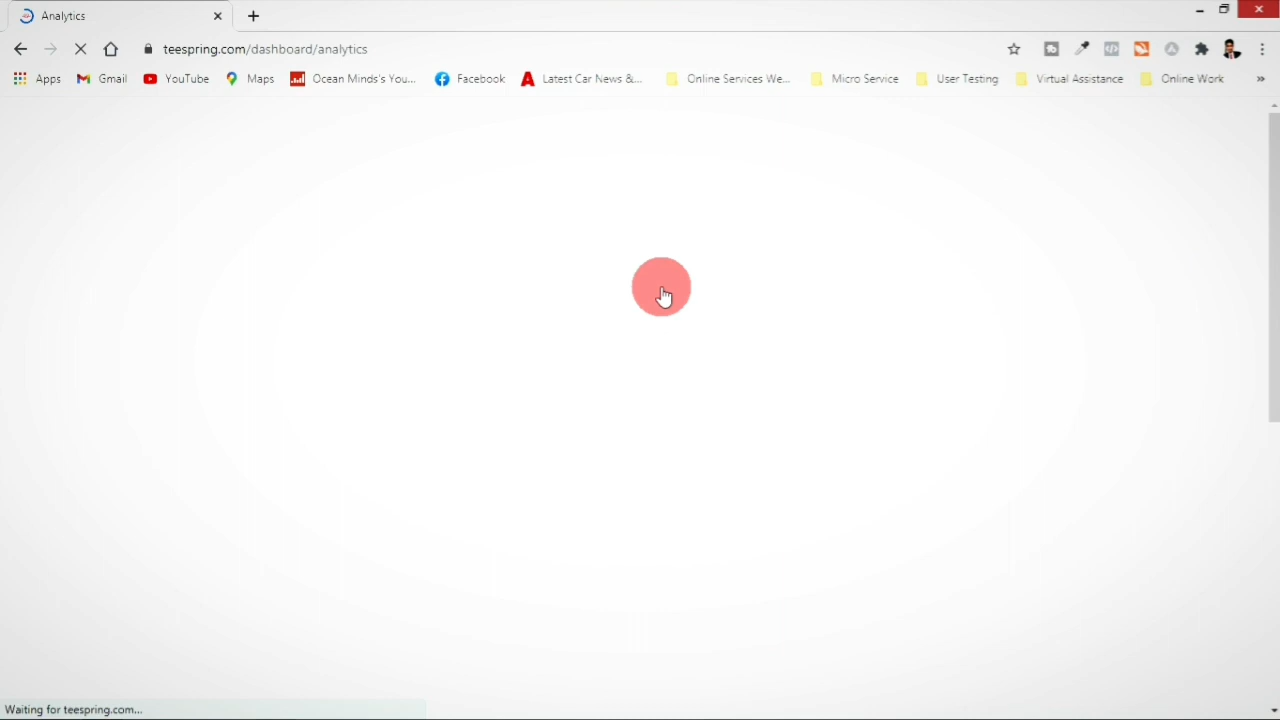 Analytics
teespring.com/dashboard/analytics
Apps Gmail YouTube Maps Ocean Minds's You... Facebook Latest Car News &... Online Services We... Micro Service User Testing Virtual Assistance Online Work »
Waiting for teespring.com...